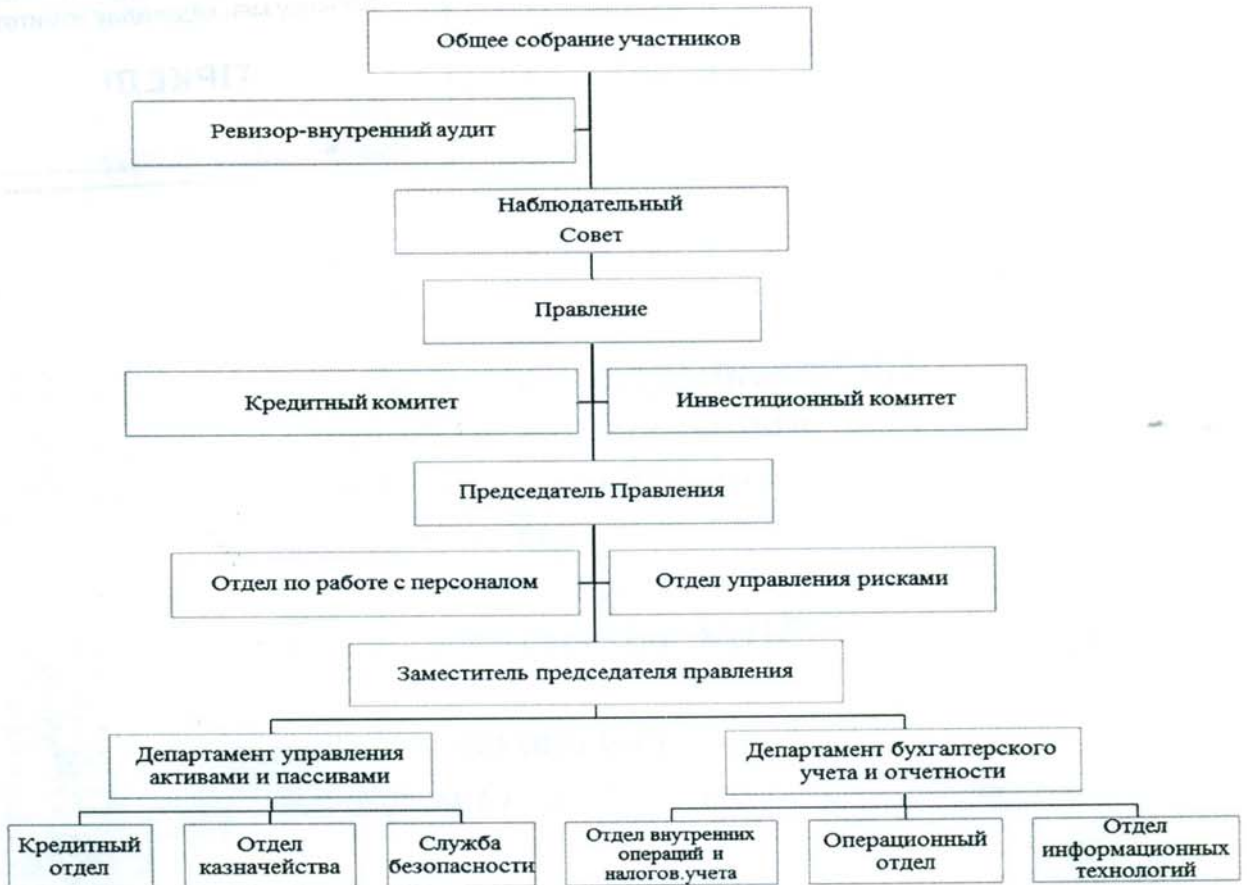 Общее собрание участников
Ревизор-внутренний аудит
Наблюдательный
Совет
Правление
Кредитный комитет
Инвестиционный комитет
Председатель Правления
Отдел по работе с персоналом
Отдел управления рисками
Заместитель председателя правления
Департамент управления
активами и пассивами
Департамент бухгалтерского
учета и отчетности
Кредитный
отдел
Отдел
казначейства
Служба
безопасности
Отдел внутренних
операций и
налогов.учета
Операционный
отдел
Отдел
информационных
технологий